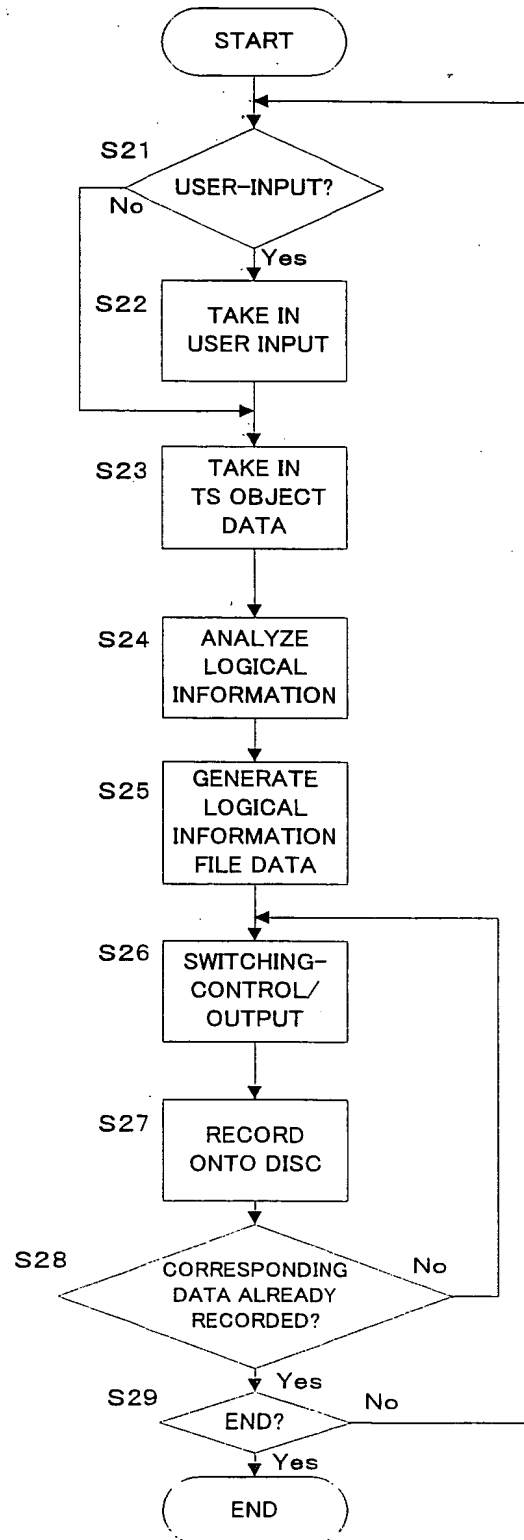 START
S21
USER-INPUT?
No
Yes
S22
TAKE IN
USER INPUT
S23
TAKE IN
TS OBJECT
DATA
S24
ANALYZE
LOGICAL
INFORMATION
S25
GENERATE
LOGICAL
INFORMATION
FILE DATA
S26
SWITCHING-
CONTROL/
OUTPUT
S27
RECORD
ONTO DISC
S28
CORRESPONDING
DATA ALREADY
RECORDED?
No
Yes
S29
END?
No
Yes
END